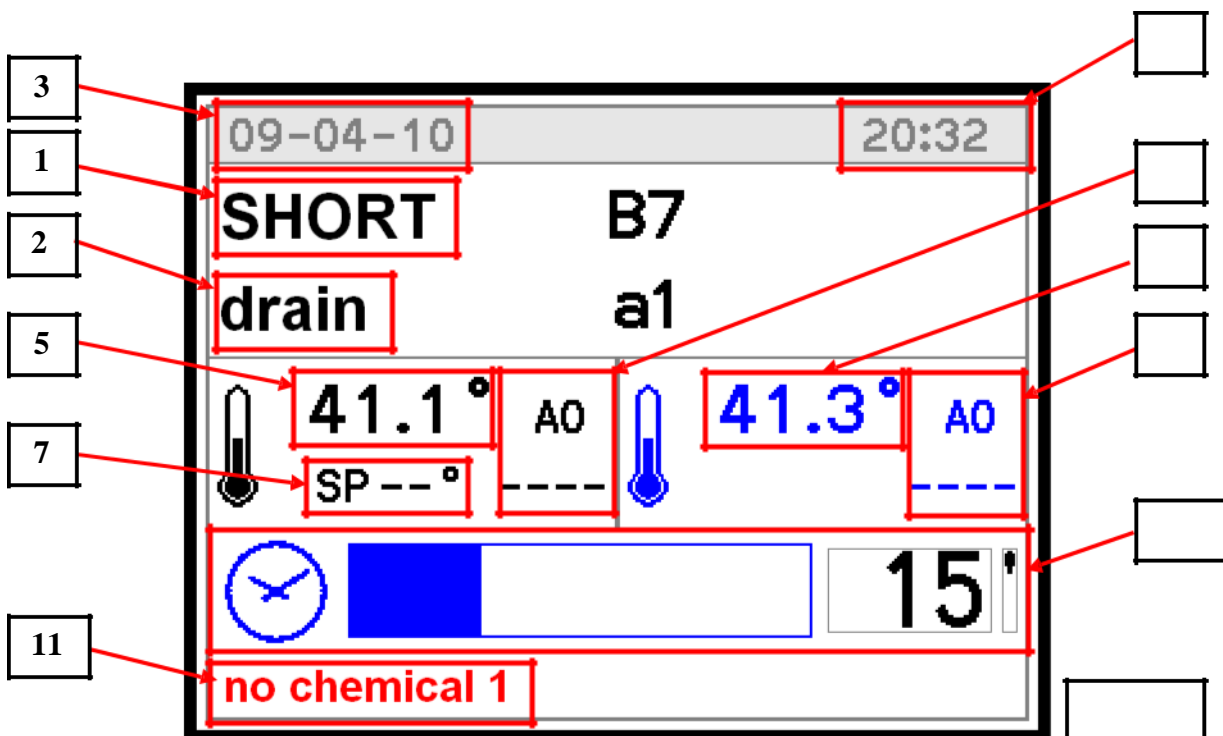 3
09-04-10 20:32
1
SHORT B7
2
drain a1
5
41.1° A0 41.3° A0
7
SP --° ---- ----
15'
11
no chemical 1